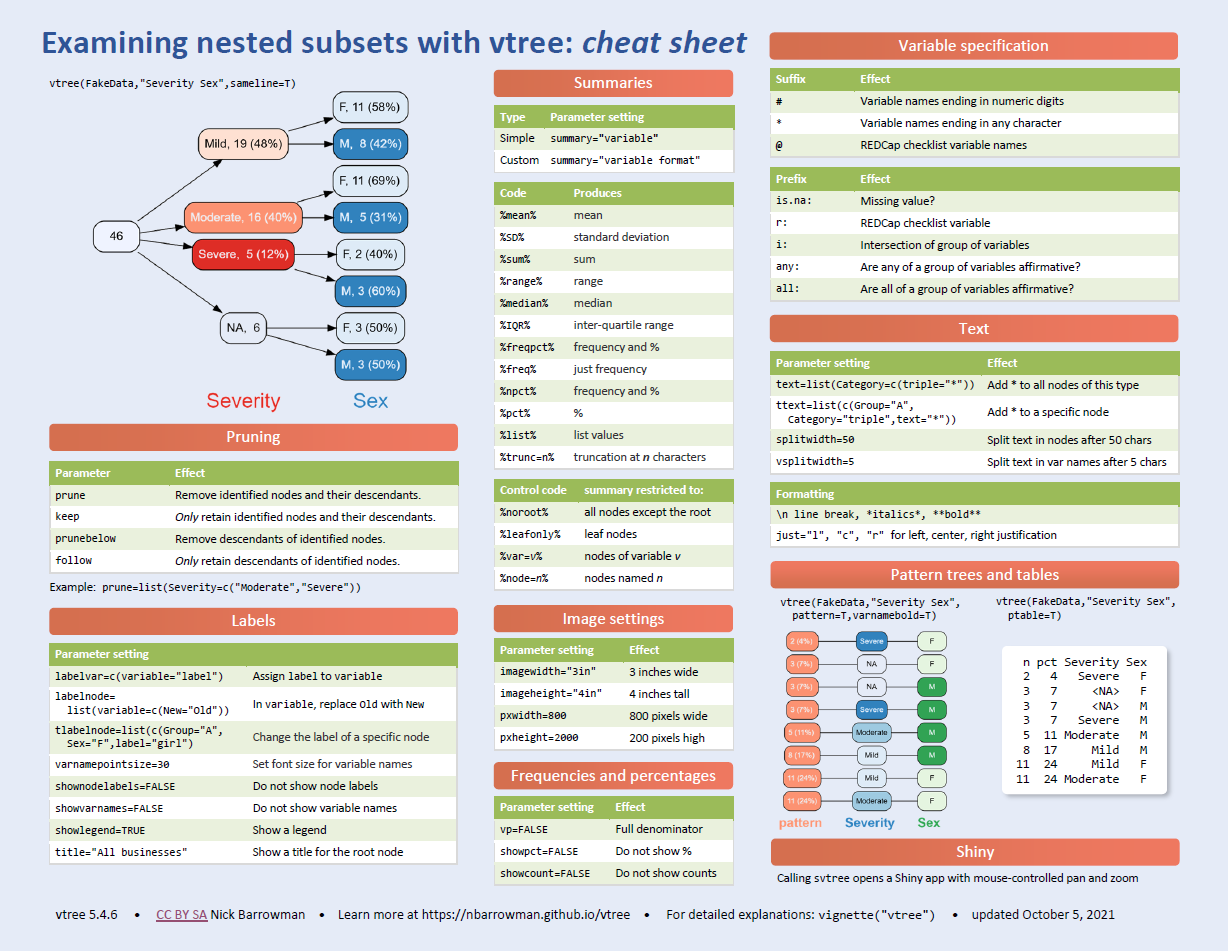 Examining nested subsets with vtree: cheat sheet
vtree(FakeData,"Severity Sex",sameline=T)
46
Mild, 19 (48%)
F, 11 (58%)
M,  8 (42%)
Moderate, 16 (40%)
F, 11 (69%)
M,  5 (31%)
Severe,  5 (12%)
F, 2 (40%)
M, 3 (60%)
NA,  6
F, 3 (50%)
M, 3 (50%)
Severity Sex
Pruning
Parameter Effect
prune Remove identified nodes and their descendants.
keep Only retain identified nodes and their descendants.
prunebelow Remove descendants of identified nodes.
follow Only retain descendants of identified nodes.
Example: prune=list(Severity=c("Moderate","Severe"))
Labels
Parameter setting
labelvar=c(variable="label") Assign label to variable
labelnode=
list(variable=c(New="Old")) In variable, replace Old with New
tlabelnode=list(c(Group="A",
Sex="F",label="girl") Change the label of a specific node
varnamepointsize=30 Set font size for variable names
shownodelabels=FALSE Do not show node labels
showvarnames=FALSE Do not show variable names
showlegend=TRUE Show a legend
title="All businesses" Show a title for the root node
Summaries
Type Parameter setting
Simple summary="variable"
Custom summary="variable format"
Code Produces
%mean% mean
%SD% standard deviation
%sum% sum
%range% range
%median% median
%IQR% inter-quartile range
%freqpct% frequency and %
%freq% just frequency
%npct% frequency and %
%pct% %
%list% list values
%trunc=n% truncation at n characters
Control code summary restricted to:
%noroot% all nodes except the root
%leafonly% leaf nodes
%var=v% nodes of variable v
%node=n% nodes named n
Image settings
Parameter setting Effect
imagewidth="3in" 3 inches wide
imageheight="4in" 4 inches tall
pxwidth=800 800 pixels wide
pxheight=2000 200 pixels high
Frequencies and percentages
Parameter setting Effect
vp=FALSE Full denominator
showpct=FALSE Do not show %
showcount=FALSE Do not show counts
Variable specification
Suffix Effect
# Variable names ending in numeric digits
* Variable names ending in any character
@ REDCap checklist variable names
Prefix Effect
is.na: Missing value?
r: REDCap checklist variable
i: Intersection of group of variables
any: Are any of a group of variables affirmative?
all: Are all of a group of variables affirmative?
Text
Parameter setting Effect
text=list(Category=c(triple="*")) Add * to all nodes of this type
ttext=list(c(Group="A",
Category="triple",text="*")) Add * to a specific node
splitwidth=50 Split text in nodes after 50 chars
vsplitwidth=5 Split text in var names after 5 chars
Formatting
\n line break, *italics*, **bold**
just="l", "c", "r" for left, center, right justification
Pattern trees and tables
vtree(FakeData,"Severity Sex",
pattern=T,varnamebold=T)
2 (4%) Severe F
3 (7%) NA F
3 (7%) NA M
3 (7%) Severe M
5 (11%) Moderate M
8 (17%) Mild M
11 (24%) Mild F
11 (24%) Moderate F
pattern Severity Sex
vtree(FakeData,"Severity Sex",
ptable=T)
n pct Severity Sex
2 4 Severe F
3 7 <NA> F
3 7 <NA> M
3 7 Severe M
5 11 Moderate M
8 17 Mild M
11 24 Mild F
11 24 Moderate F
Shiny
Calling svtree opens a Shiny app with mouse-controlled pan and zoom
vtree 5.4.6 • CC BY SA Nick Barrowman • Learn more at https://nbarrowman.github.io/vtree • For detailed explanations: vignette("vtree") • updated October 5, 2021